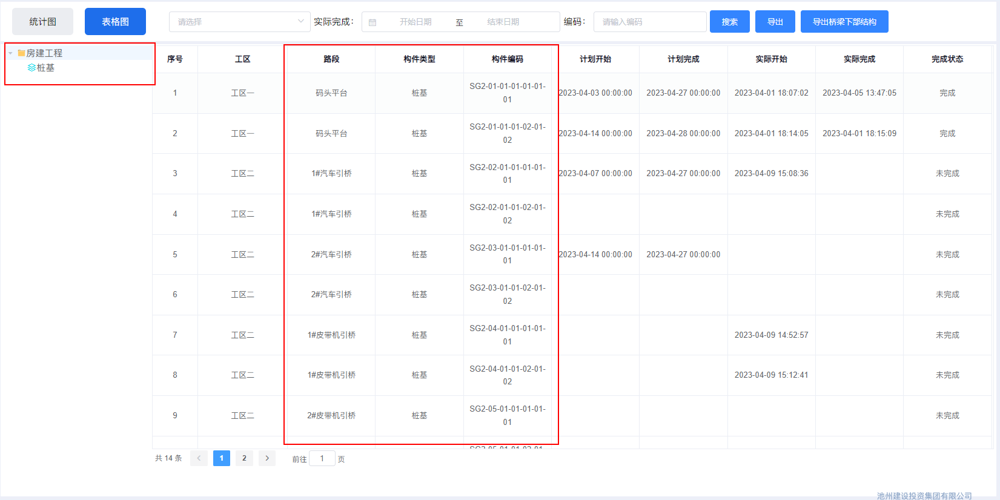 统计图 表格图 请选择 实际完成： 开始日期 至 结束日期 编码： 请输入编码 搜索 导出 导出桥梁下部结构
房建工程
桩基
序号 工区 路段 构件类型 构件编码 计划开始 计划完成 实际开始 实际完成 完成状态
1 工区一 码头平台 桩基 SG2-01-01-01-01-01-01 2023-04-03 00:00:00 2023-04-27 00:00:00 2023-04-01 18:07:02 2023-04-05 13:47:05 完成
2 工区一 码头平台 桩基 SG2-01-01-01-02-01-02 2023-04-14 00:00:00 2023-04-28 00:00:00 2023-04-01 18:14:05 2023-04-01 18:15:09 完成
3 工区二 1#汽车引桥 桩基 SG2-02-01-01-01-01-01 2023-04-07 00:00:00 2023-04-27 00:00:00 2023-04-09 15:08:36 未完成
4 工区二 1#汽车引桥 桩基 SG2-02-01-01-02-01-02 未完成
5 工区二 2#汽车引桥 桩基 SG2-03-01-01-01-01-01 2023-04-14 00:00:00 2023-04-27 00:00:00 未完成
6 工区二 2#汽车引桥 桩基 SG2-03-01-01-02-01-02 未完成
7 工区二 1#皮带机引桥 桩基 SG2-04-01-01-01-01-01 2023-04-09 14:52:57 未完成
8 工区二 1#皮带机引桥 桩基 SG2-04-01-01-02-01-02 2023-04-09 15:12:41 未完成
9 工区二 2#皮带机引桥 桩基 SG2-05-01-01-01-01-01 未完成
SG2-05-01-01-02-01-
共 14 条 1 2 前往 1 页
池州建设投资集团有限公司